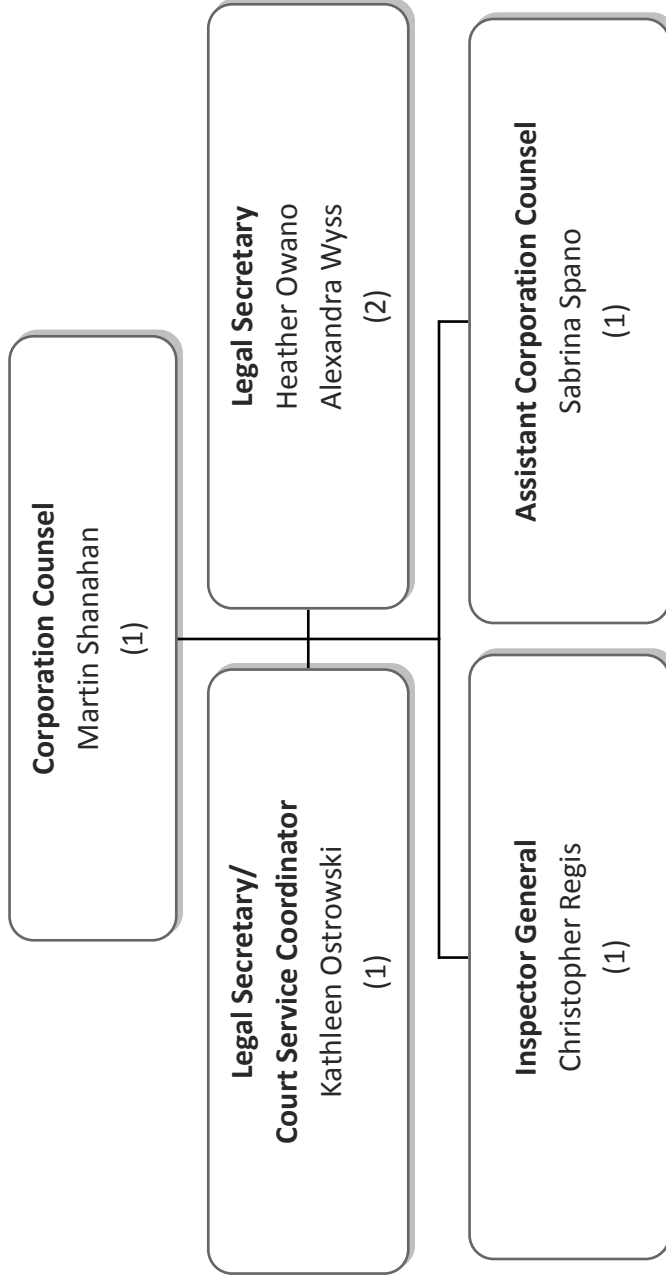 Corporation Counsel
Martin Shanahan
(1)
Legal Secretary/
Court Service Coordinator
Kathleen Ostrowski
(1)
Legal Secretary
Heather Owano
Alexandra Wyss
(2)
Inspector General
Christopher Regis
(1)
Assistant Corporation Counsel
Sabrina Spano
(1)